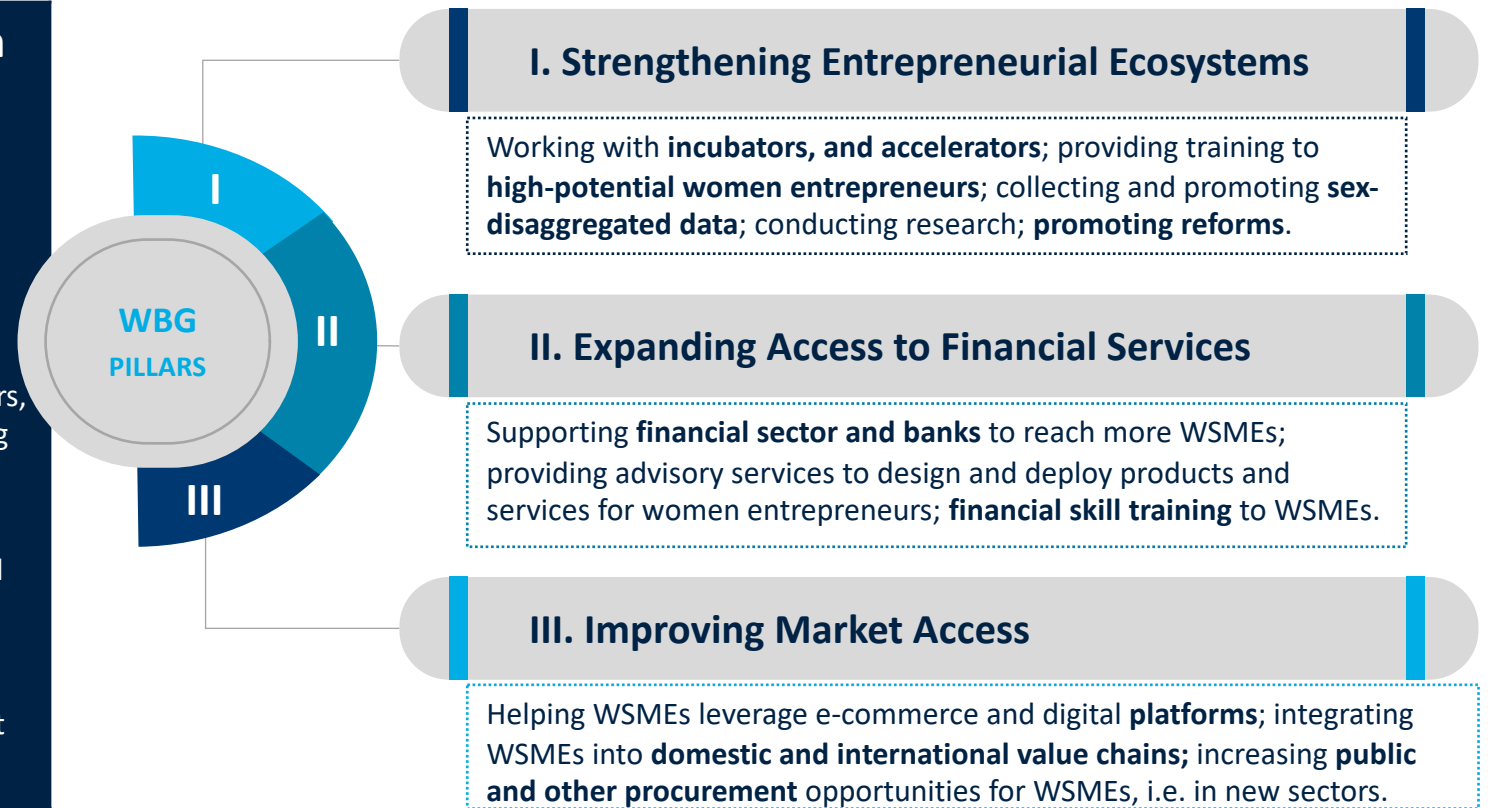 I. Strengthening Entrepreneurial Ecosystems
Working with incubators, and accelerators; providing training to
high-potential women entrepreneurs; collecting and promoting sex-
disaggregated data; conducting research; promoting reforms.
I
II
III
WBG
PILLARS
II. Expanding Access to Financial Services
Supporting financial sector and banks to reach more WSMEs;
providing advisory services to design and deploy products and
services for women entrepreneurs; financial skill training to WSMEs.
III. Improving Market Access
Helping WSMEs leverage e-commerce and digital platforms; integrating
WSMEs into domestic and international value chains; increasing public
and other procurement opportunities for WSMEs, i.e. in new sectors.